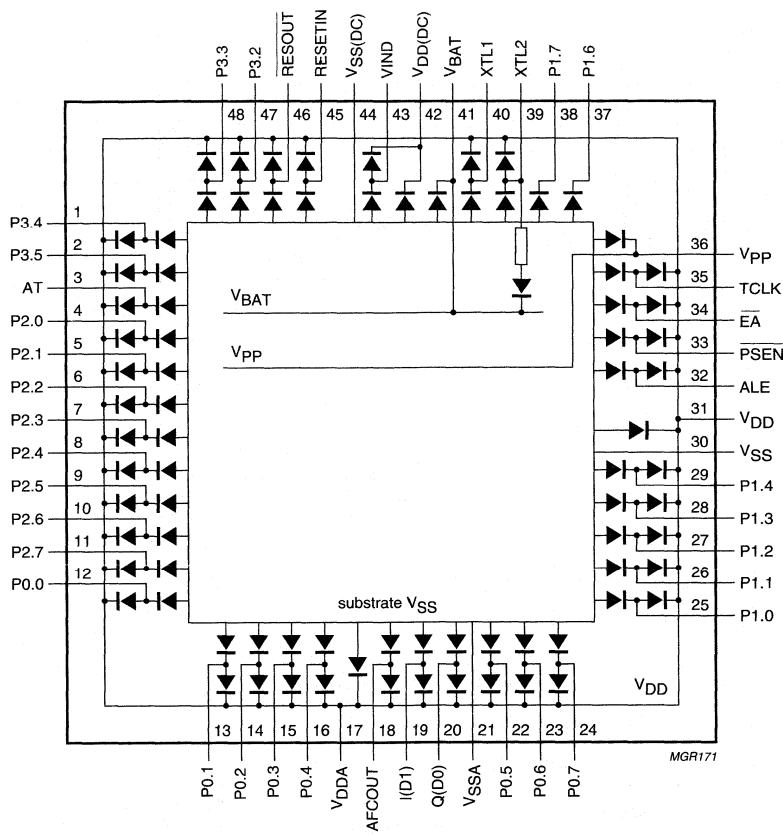 P3.3
P3.2
RESOUT
RESETIN
VSS(DC)
VIND
VDD(DC)
VBAT
XTL1
XTL2
P1.7
P1.6
48 47 46 45 44 43 42 41 40 39 38 37
P3.4 1
P3.5 2
AT 3
P2.0 4
P2.1 5
P2.2 6
P2.3 7
P2.4 8
P2.5 9
P2.6 10
P2.7 11
P0.0 12
VBAT
VPP
substrate VSS
VDD
36 VPP
35 TCLK
34 EA
33 PSEN
32 ALE
31 VDD
30 VSS
29 P1.4
28 P1.3
27 P1.2
26 P1.1
25 P1.0
13 14 15 16 17 18 19 20 21 22 23 24
P0.1
P0.2
P0.3
P0.4
VDDA
AFCOUT
I(D1)
Q(D0)
VSSA
P0.5
P0.6
P0.7
MGR171